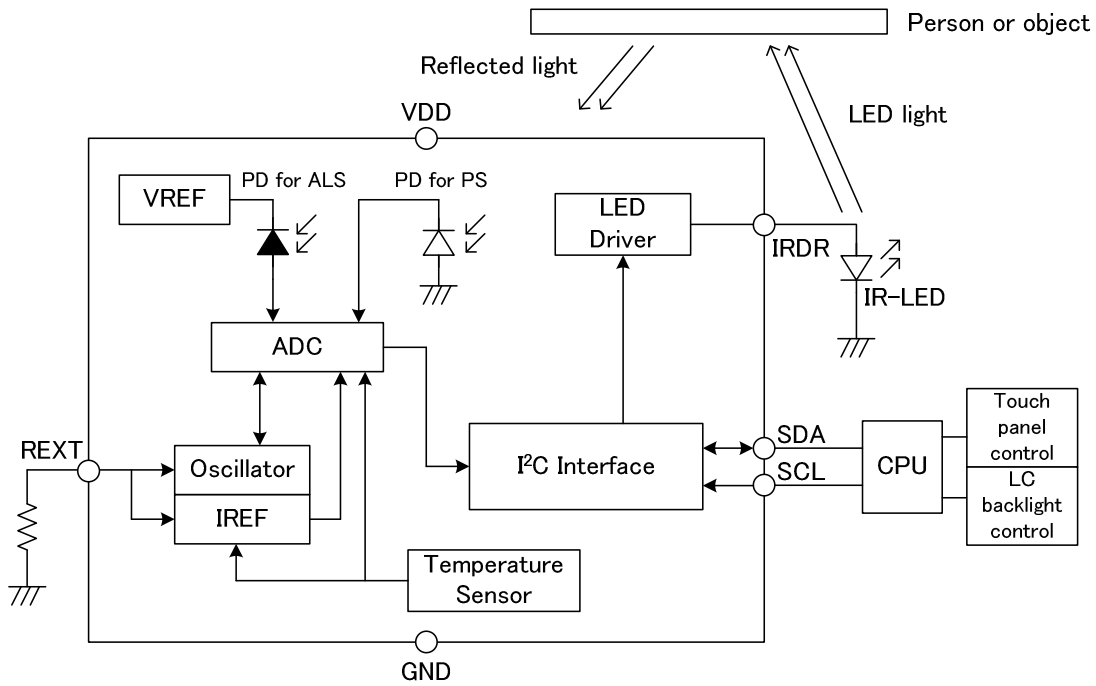 Person or object
Reflected light
LED light
VDD
PD for ALS
PD for PS
VREF
LED
Driver
IRDR
IR-LED
ADC
REXT
Oscillator
IREF
I²C Interface
SDA
SCL
CPU
Touch
panel
control
LC
backlight
control
Temperature
Sensor
GND